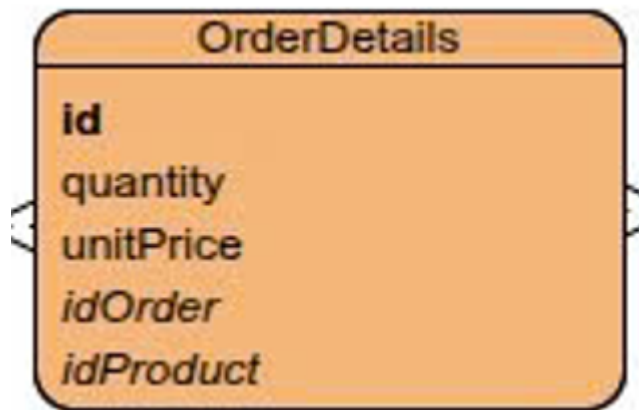 OrderDetails
id
quantity
unitPrice
idOrder
idProduct